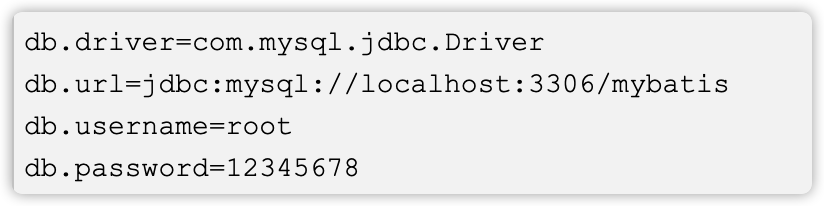 db.driver=com.mysql.jdbc.Driver
db.url=jdbc:mysql://localhost:3306/mybatis
db.username=root
db.password=12345678